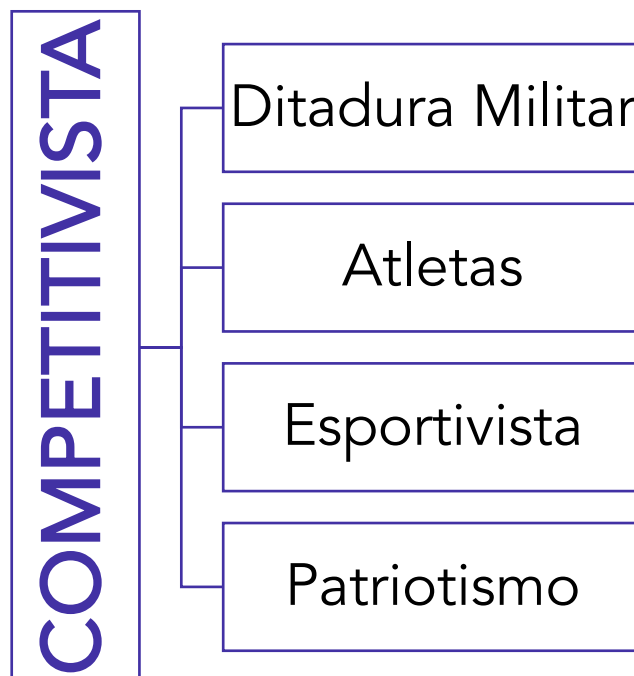 COMPETITIVISTA
Ditadura Militar
Atletas
Esportivista
Patriotismo